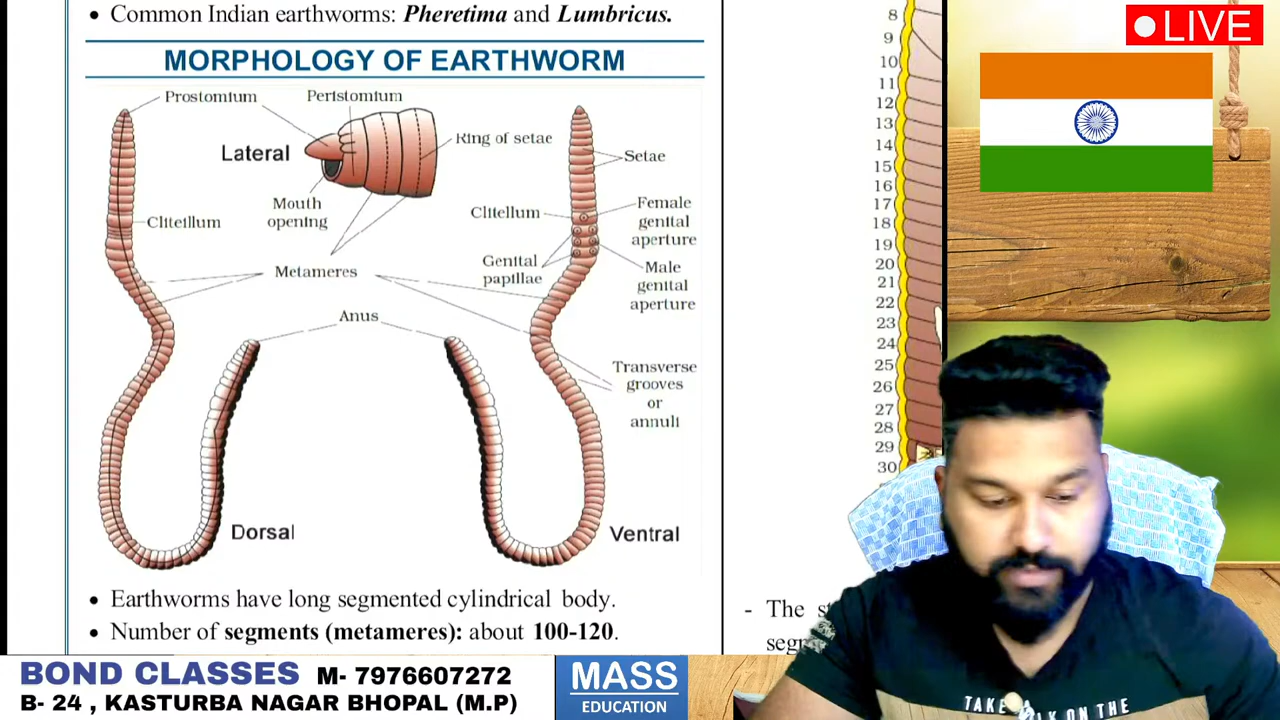 • Common Indian earthworms: Pheretima and Lumbricus.
MORPHOLOGY OF EARTHWORM
Prostomium
Peristomium
Lateral
Ring of setae
Setae
Mouth
opening
Clitellum
Clitellum
Female
genital
aperture
Genital
papillae
Male
genital
aperture
Metameres
Anus
Transverse
grooves
or
annuli
Dorsal
Ventral
• Earthworms have long segmented cylindrical body.
• Number of segments (metameres): about 100-120.
8
9
10
11
12
13
14
15
16
17
18
19
20
21
22
23
24
25
26
27
28
29
30
- The
LIVE
TAKE
ON THE
BOND CLASSES M- 7976607272
B- 24 , KASTURBA NAGAR BHOPAL (M.P)
MASS
EDUCATION